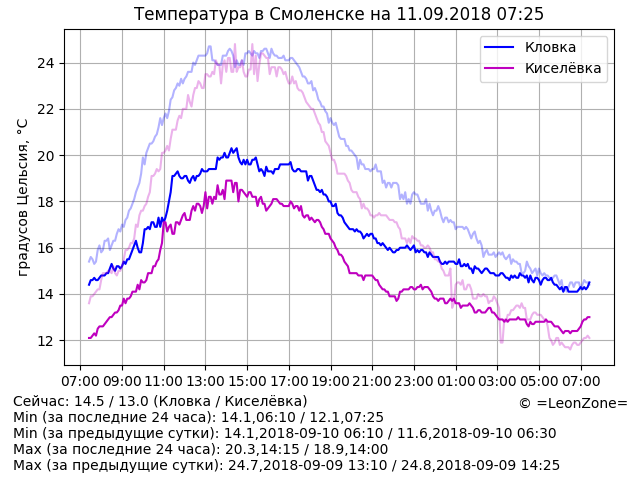 Температура в Смоленске на 11.09.2018 07:25
градусов Цельсия, °C
24
22
20
18
16
14
12
Кловка
Киселёвка
07:00 09:00 11:00 13:00 15:00 17:00 19:00 21:00 23:00 01:00 03:00 05:00 07:00
Сейчас: 14.5 / 13.0 (Кловка / Киселёвка)
© =LeonZone=
Min (за последние 24 часа): 14.1,06:10 / 12.1,07:25
Min (за предыдущие сутки): 14.1,2018-09-10 06:10 / 11.6,2018-09-10 06:30
Max (за последние 24 часа): 20.3,14:15 / 18.9,14:00
Max (за предыдущие сутки): 24.7,2018-09-09 13:10 / 24.8,2018-09-09 14:25